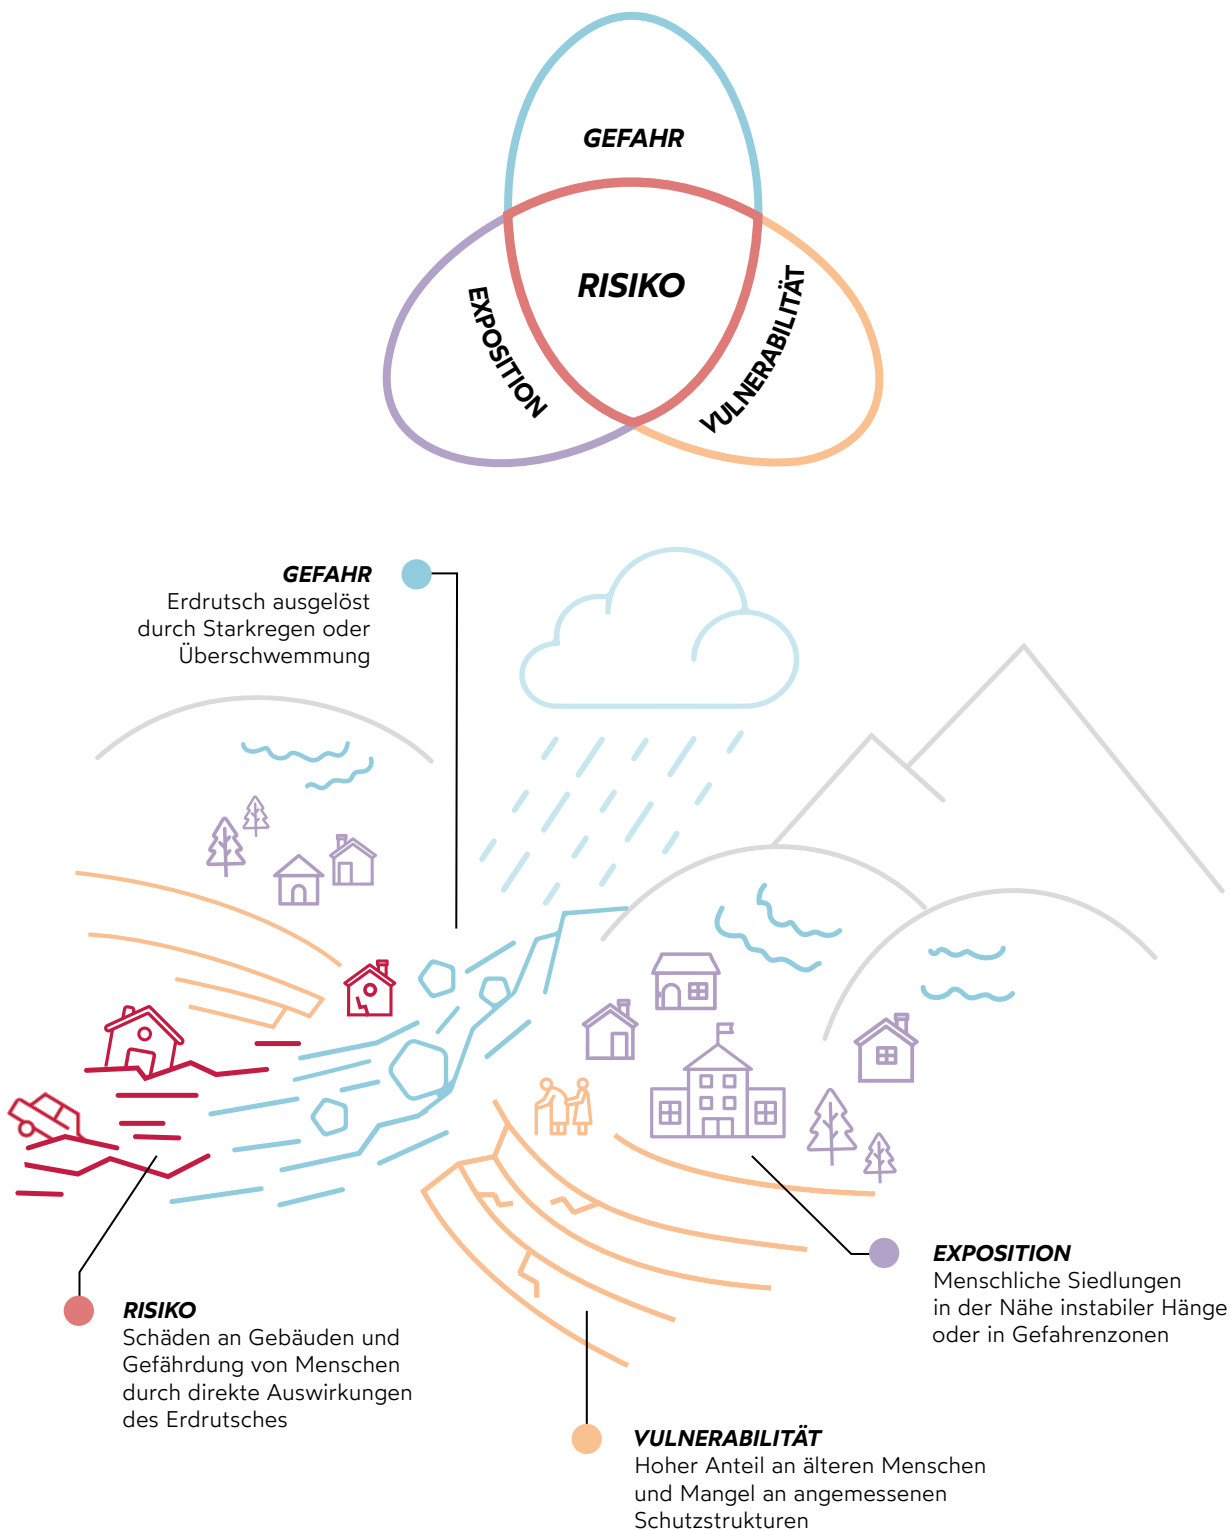 GEFAHR
RISIKO
EXPOSITION
VULNERABILITÄT
GEFAHR
Erdrutsch ausgelöst
durch Starkregen oder
Überschwemmung
EXPOSITION
Menschliche Siedlungen
in der Nähe instabiler Hänge
oder in Gefahrenzonen
RISIKO
Schäden an Gebäuden und
Gefährdung von Menschen
durch direkte Auswirkungen
des Erdrutsches
VULNERABILITÄT
Hoher Anteil an älteren Menschen
und Mangel an angemessenen
Schutzstrukturen